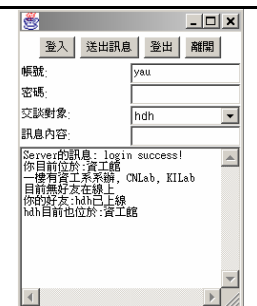 登入 送出訊息 登出 離開
帳號: yau
密碼:
交談對象: hdh
訊息內容:
Server的訊息: login success!
你目前位於:資工館
一樓有資工系系辦, CNLab, KILab
目前無好友在線上
你的好友:hdh已上線
hdh目前也位於:資工館